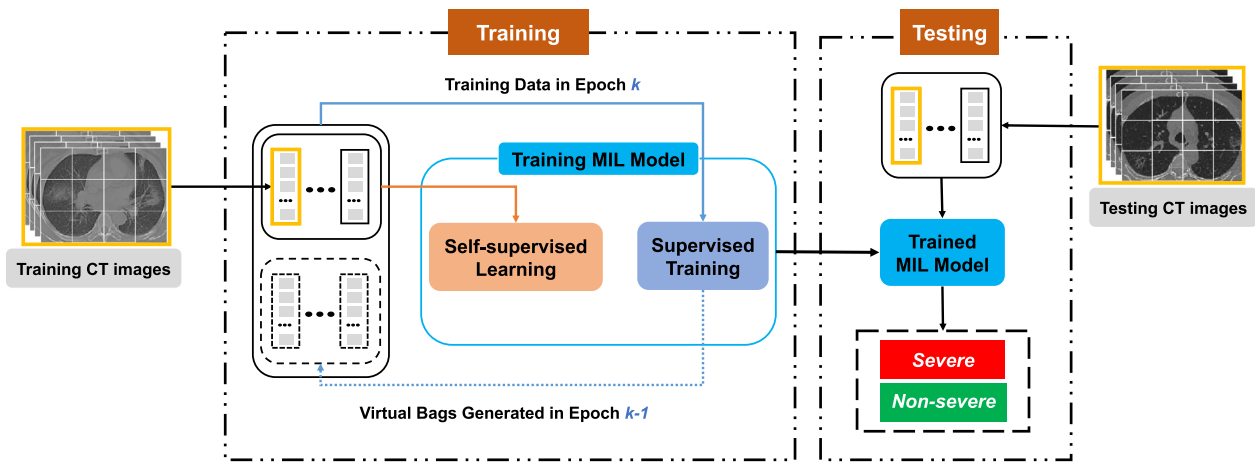 Training
Testing
Training Data in Epoch k
Training MIL Model
Self-supervised
Learning
Supervised
Training
Training CT images
Testing CT images
Trained
MIL Model
Severe
Non-severe
Virtual Bags Generated in Epoch k-1